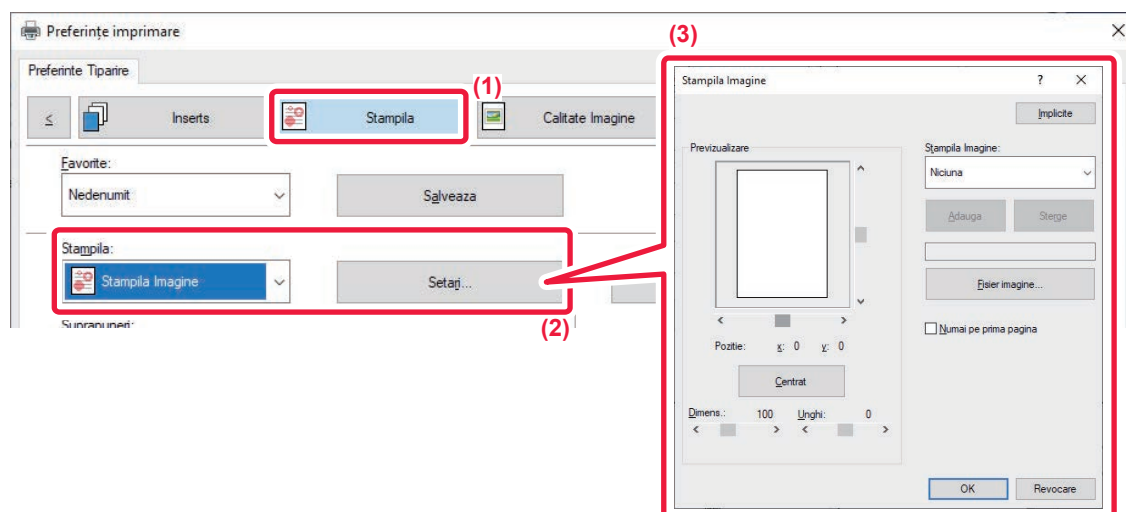 Preferințe imprimare
Preferinte Tiparire
(1)
<
Inserts
Stampila
Calitate Imagine
Favorite:
Nedenumit
Salveaza
Stampila:
Stampila Imagine
Setari...
(2)
Suprapuneri:
(3)
Stampila Imagine
?
Implicite
Previzualizare
Stampila Imagine:
Niciuna
Adauga
Sterge
Fisier imagine...
Numai pe prima pagina
Pozitie: x: 0 y: 0
Centrat
Dimens.: 100 Unghi: 0
OK
Revocare